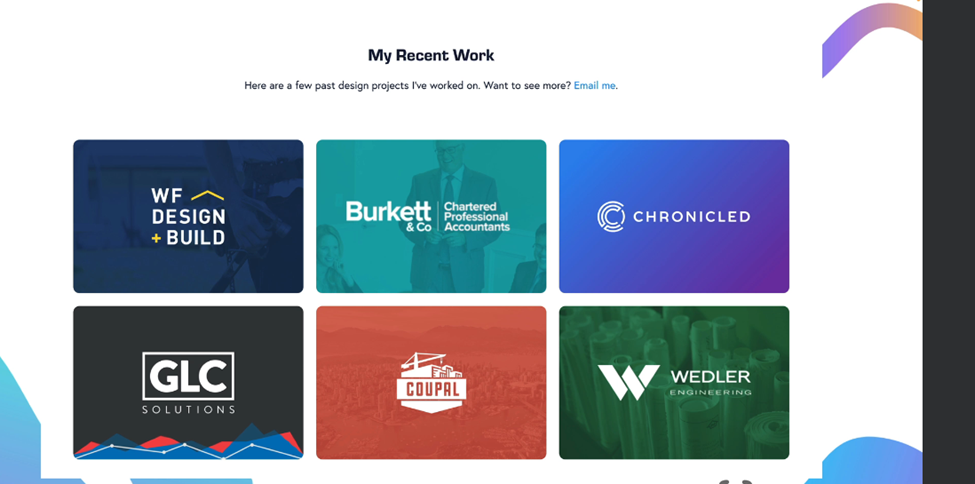 My Recent Work
Here are a few past design projects I've worked on. Want to see more? Email me.
WF
DESIGN
+ BUILD
Burkett
& Co
Chartered
Professional
Accountants
CHRONICLED
GLC
SOLUTIONS
COUPAL
WEDLER
ENGINEERING